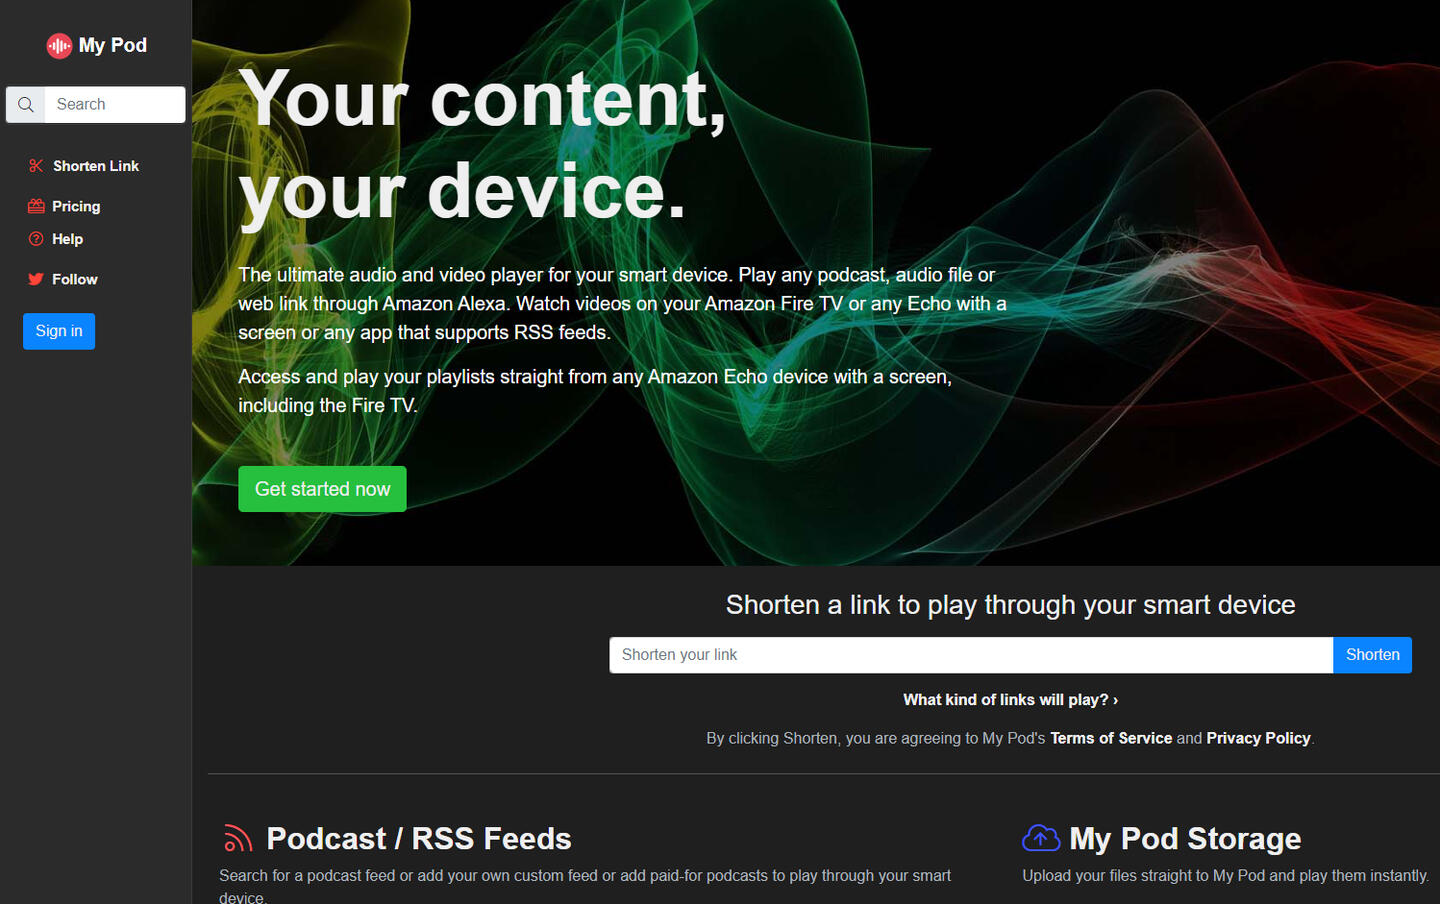 My Pod
Search
Shorten Link
Pricing
Help
Follow
Sign in
Your content,
your device.
The ultimate audio and video player for your smart device. Play any podcast, audio file or
web link through Amazon Alexa. Watch videos on your Amazon Fire TV or any Echo with a
screen or any app that supports RSS feeds.
Access and play your playlists straight from any Amazon Echo device with a screen,
including the Fire TV.
Get started now
Shorten a link to play through your smart device
Shorten your link
Shorten
What kind of links will play? ›
By clicking Shorten, you are agreeing to My Pod's Terms of Service and Privacy Policy.
Podcast / RSS Feeds
Search for a podcast feed or add your own custom feed or add paid-for podcasts to play through your smart
device.
My Pod Storage
Upload your files straight to My Pod and play them instantly.